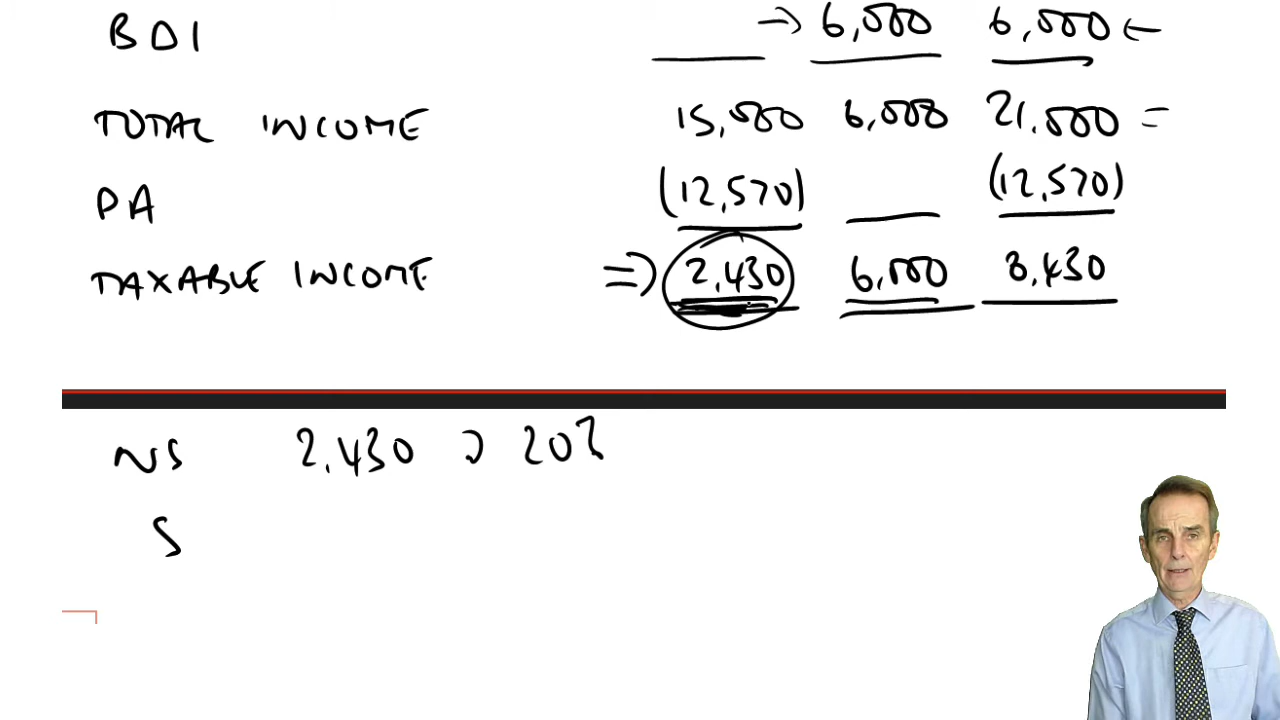 BDI → 6,000 6,000 ←
TOTAL INCOME 15,000 6,000 21,000 =
PA (12,570) (12,570)
TAXABLE INCOME ⇒ 2,430 6,000 8,430
NS 2,430 @ 20%
S